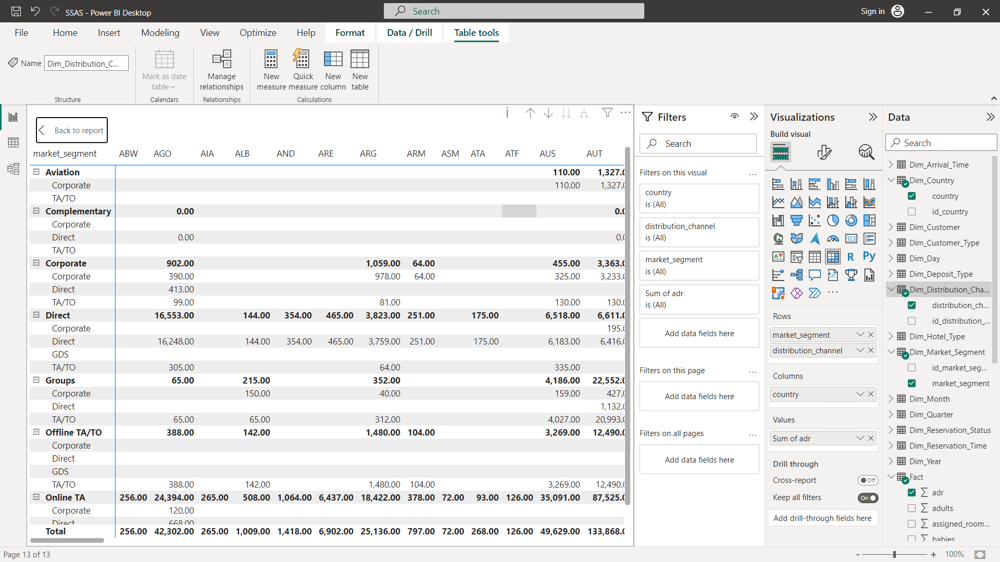 SSAS - Power BI Desktop
Search
Sign in
File Home Insert Modeling View Optimize Help Format Data / Drill Table tools
Name Dim_Distribution_C...
Mark as date table
Manage relationships
New measure
Quick measure
New column
New table
Structure Calendars Relationships Calculations
Back to report
market_segment ABW AGO AIA ALB AND ARE ARG ARM ASM ATA ATF AUS AUT
Aviation 110.00 1,327.0
Corporate 110.00 1,327.0
TA/TO
Complementary 0.00 0.0
Corporate
Direct 0.00 0.0
TA/TO
Corporate 902.00 1,059.00 64.00 455.00 3,363.0
Corporate 390.00 978.00 64.00 325.00 3,233.0
Direct 413.00
TA/TO 99.00 81.00 130.00 130.0
Direct 16,553.00 144.00 354.00 465.00 3,823.00 251.00 175.00 6,518.00 6,611.0
Corporate 195.0
Direct 16,248.00 144.00 354.00 465.00 3,759.00 251.00 175.00 6,183.00 6,416.0
GDS
TA/TO 305.00 64.00 335.00
Groups 65.00 215.00 352.00 4,186.00 22,552.0
Corporate 150.00 40.00 159.00 427.0
Direct 1,132.0
TA/TO 65.00 65.00 312.00 4,027.00 20,993.0
Offline TA/TO 388.00 142.00 1,480.00 104.00 3,269.00 12,490.0
Corporate
Direct
GDS
TA/TO 388.00 142.00 1,480.00 104.00 3,269.00 12,490.0
Online TA 256.00 24,394.00 265.00 508.00 1,064.00 6,437.00 18,422.00 378.00 72.00 93.00 126.00 35,091.00 87,525.0
Corporate 120.00
Direct 668.00
Total 256.00 42,302.00 265.00 1,009.00 1,418.00 6,902.00 25,136.00 797.00 72.00 268.00 126.00 49,629.00 133,868.0
Filters
Search
Filters on this visual ...
country
is (All)
distribution_channel
is (All)
market_segment
is (All)
Sum of adr
is (All)
Add data fields here
Filters on this page ...
Add data fields here
Filters on all pages ...
Add data fields here
Visualizations
Build visual
123
R Py
...
Rows
market_segment
distribution_channel
Columns
country
Values
Sum of adr
Drill through
Cross-report Off
Keep all filters On
Add drill-through fields here
Data
Search
Dim_Arrival_Time
Dim_Country
country
id_country
Dim_Customer
Dim_Customer_Type
Dim_Day
Dim_Deposit_Type
Dim_Distribution_Cha...
distribution_ch...
id_distribution_...
Dim_Hotel_Type
Dim_Market_Segment
id_market_seg...
market_segment
Dim_Month
Dim_Quarter
Dim_Reservation_Status
Dim_Reservation_Time
Dim_Year
Fact
∑ adr
∑ adults
∑ assigned_room...
∑ babies
Page 13 of 13
- + 100%